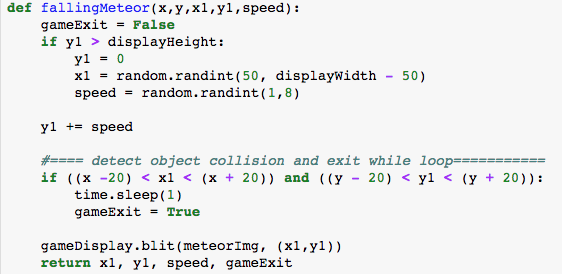 def fallingMeteor(x,y,x1,y1,speed):
    gameExit = False
    if y1 > displayHeight:
        y1 = 0
        x1 = random.randint(50, displayWidth - 50)
        speed = random.randint(1,8)

    y1 += speed

    #==== detect object collision and exit while loop===========
    if ((x -20) < x1 < (x + 20)) and ((y - 20) < y1 < (y + 20)):
        time.sleep(1)
        gameExit = True

    gameDisplay.blit(meteorImg, (x1,y1))
    return x1, y1, speed, gameExit